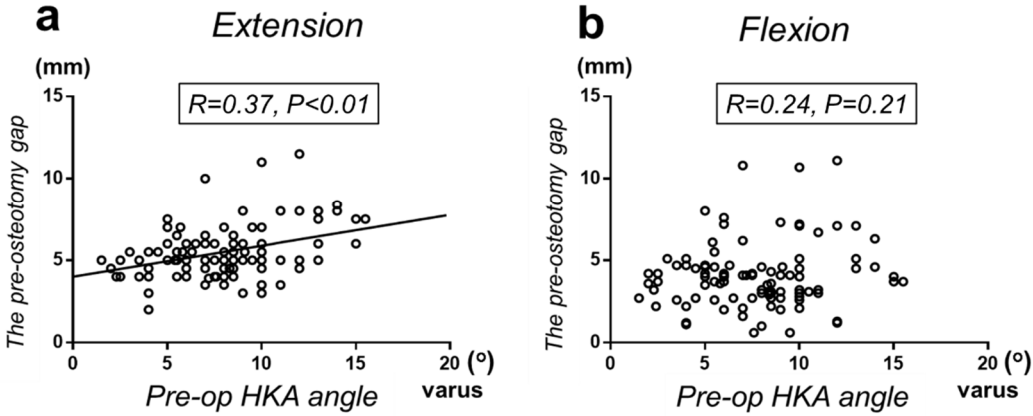 a
Extension
(mm)
R=0.37, P<0.01
The pre-osteotomy gap
15
10
5
0
0 5 10 15 20 (o)
Pre-op HKA angle varus
b
Flexion
(mm)
R=0.24, P=0.21
The pre-osteotomy gap
15
10
5
0
0 5 10 15 20 (o)
Pre-op HKA angle varus